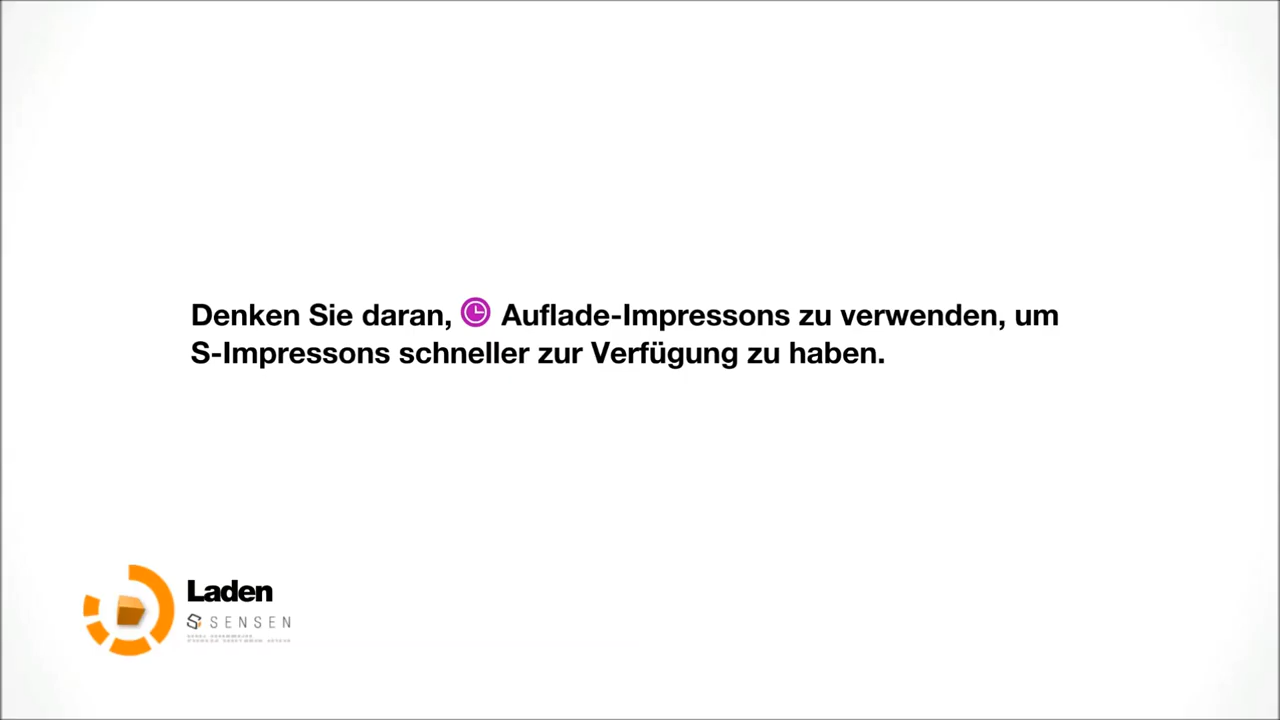 Denken Sie daran, Auflade-Impressons zu verwenden, um
S-Impressons schneller zur Verfügung zu haben.
Laden
SENSEN